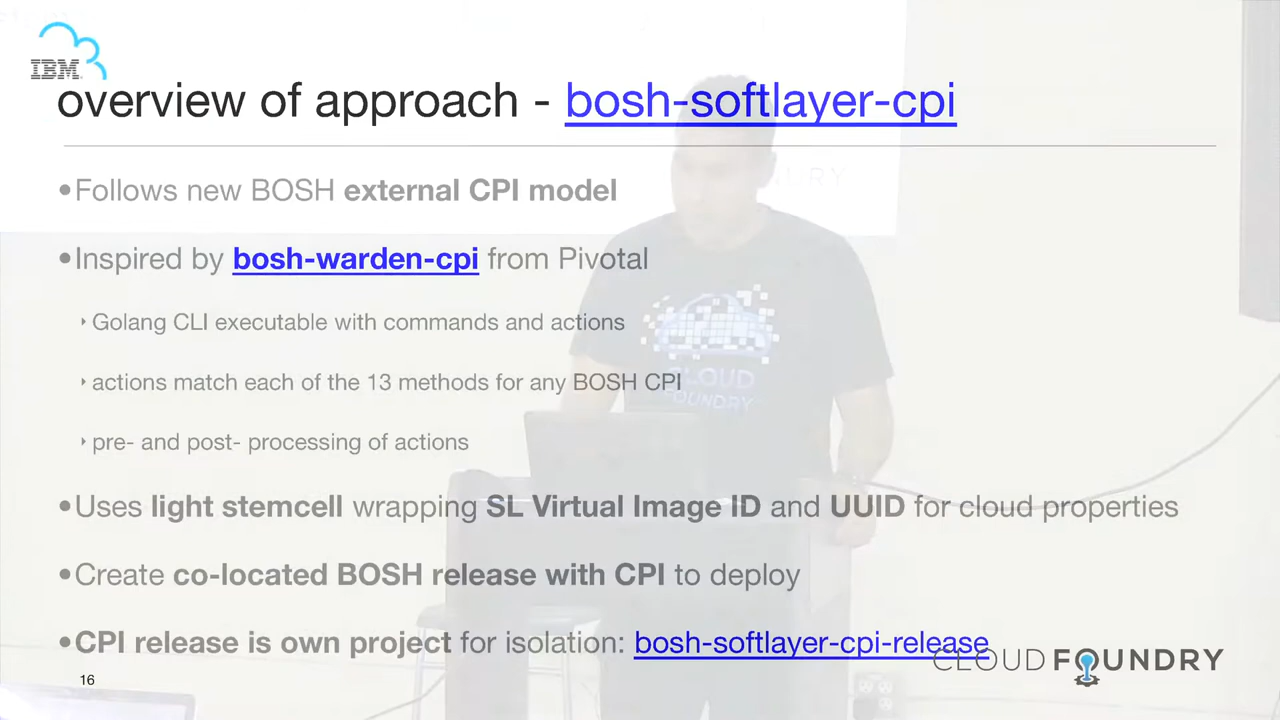 IBM
overview of approach - bosh-softlayer-cpi
•Follows new BOSH external CPI model
•Inspired by bosh-warden-cpi from Pivotal
‣ Golang CLI executable with commands and actions
‣ actions match each of the 13 methods for any BOSH CPI
‣ pre- and post- processing of actions
•Uses light stemcell wrapping SL Virtual Image ID and UUID for cloud properties
•Create co-located BOSH release with CPI to deploy
•CPI release is own project for isolation: bosh-softlayer-cpi-release
CLOUD FOUNDRY
16
CLOUD
FOUNDRY